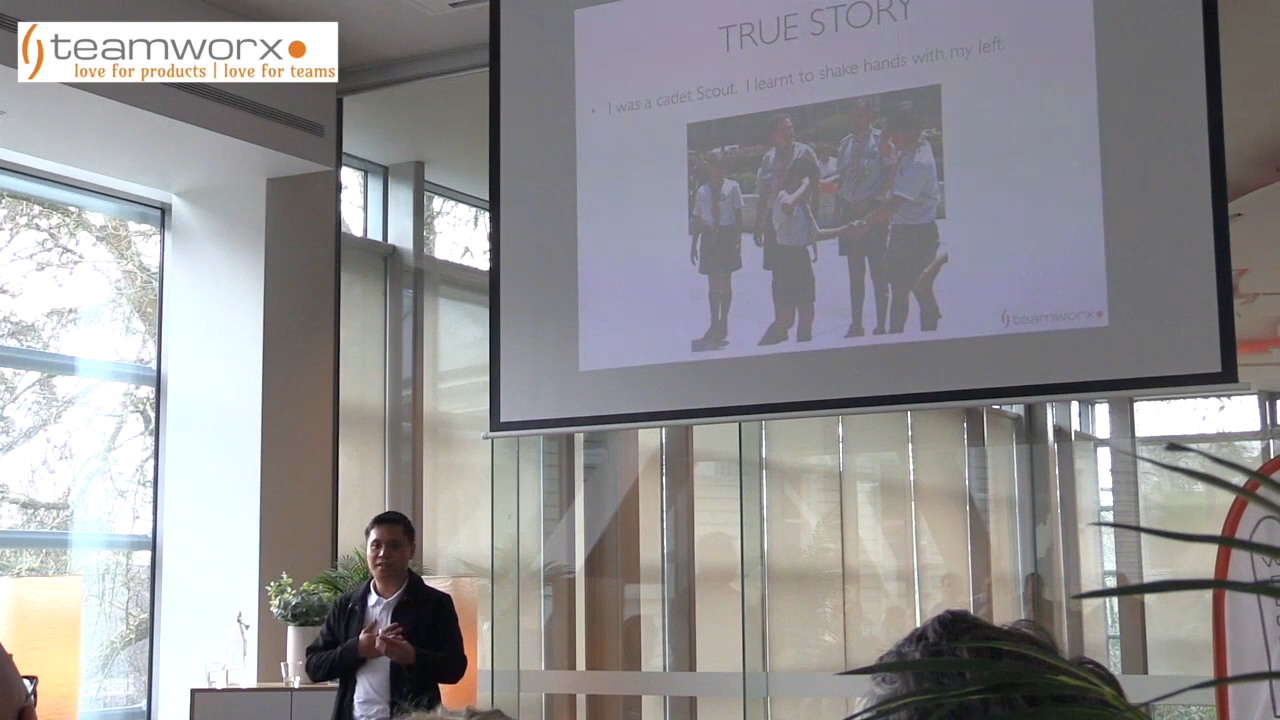 teamworx
love for products | love for teams
TRUE STORY
• I was a cadet Scout. I learnt to shake hands with my left.
teamworx